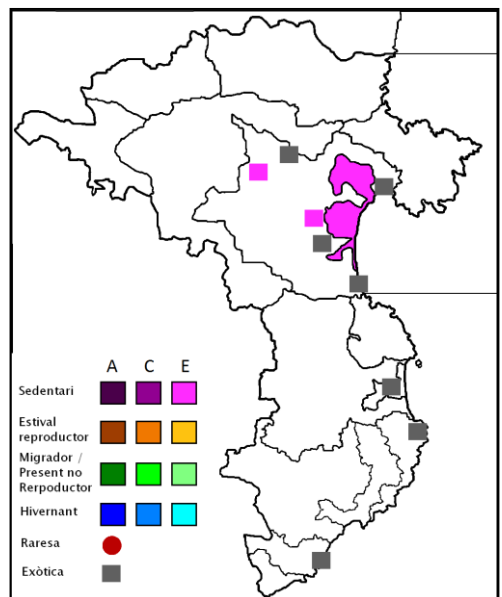 A C E
Sedentari
Estival
reproductor
Migrador /
Present no
Rerpoductor
Hivernant
Raresa
Exòtica